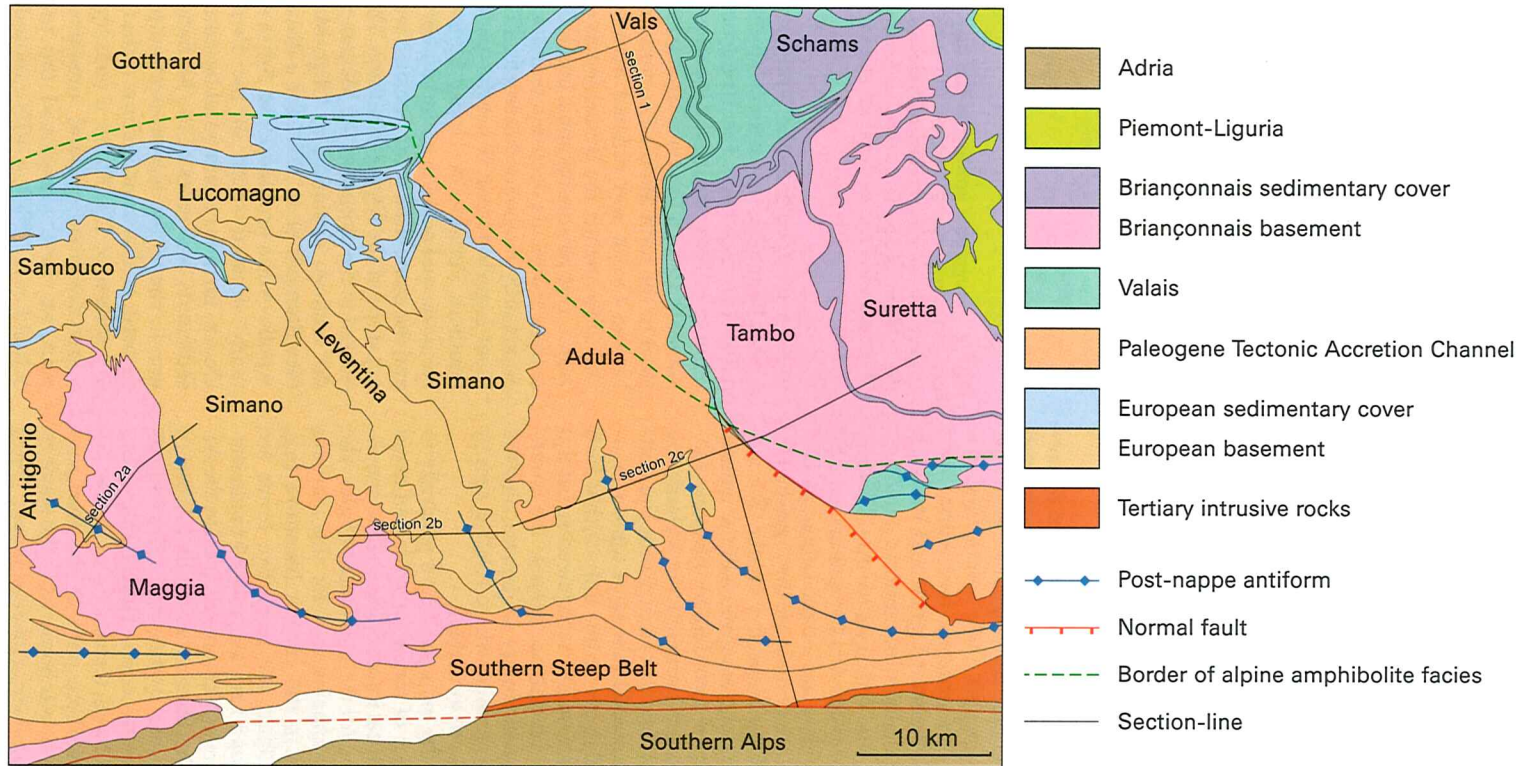 Gotthard
Vals
Schams
section 1
Lucomagno
Sambuco
Leventina
Simano
Adula
Tambo
Suretta
Simano
Antigorio
section 2a
section 2b
section 2c
Maggia
Southern Steep Belt
Southern Alps
10 km
Adria
Piemont-Liguria
Briançonnais sedimentary cover
Briançonnais basement
Valais
Paleogene Tectonic Accretion Channel
European sedimentary cover
European basement
Tertiary intrusive rocks
Post-nappe antiform
Normal fault
Border of alpine amphibolite facies
Section-line